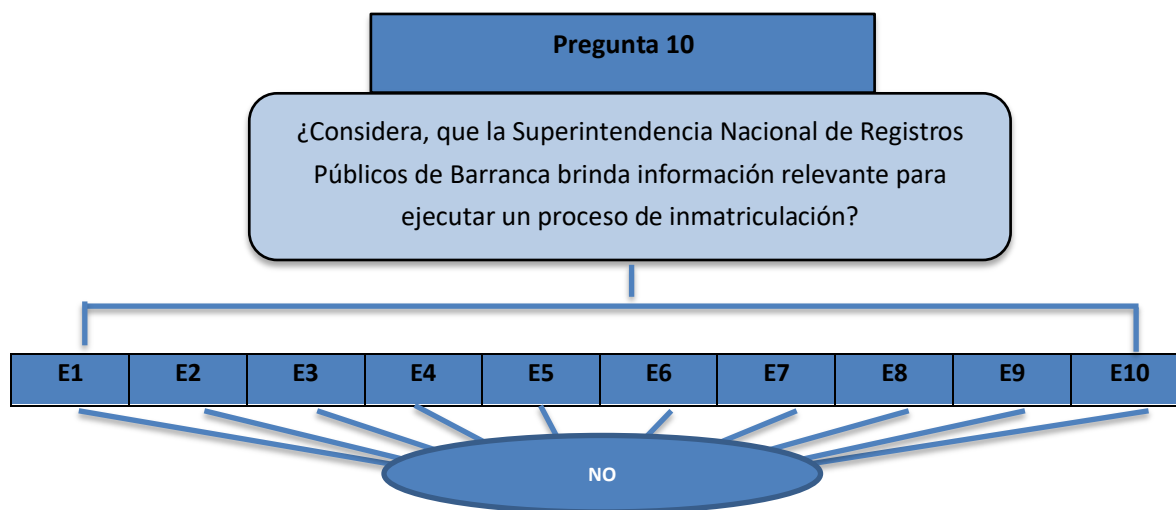 Pregunta 10
¿Considera, que la Superintendencia Nacional de Registros
Públicos de Barranca brinda información relevante para
ejecutar un proceso de inmatriculación?
E1 E2 E3 E4 E5 E6 E7 E8 E9 E10
NO